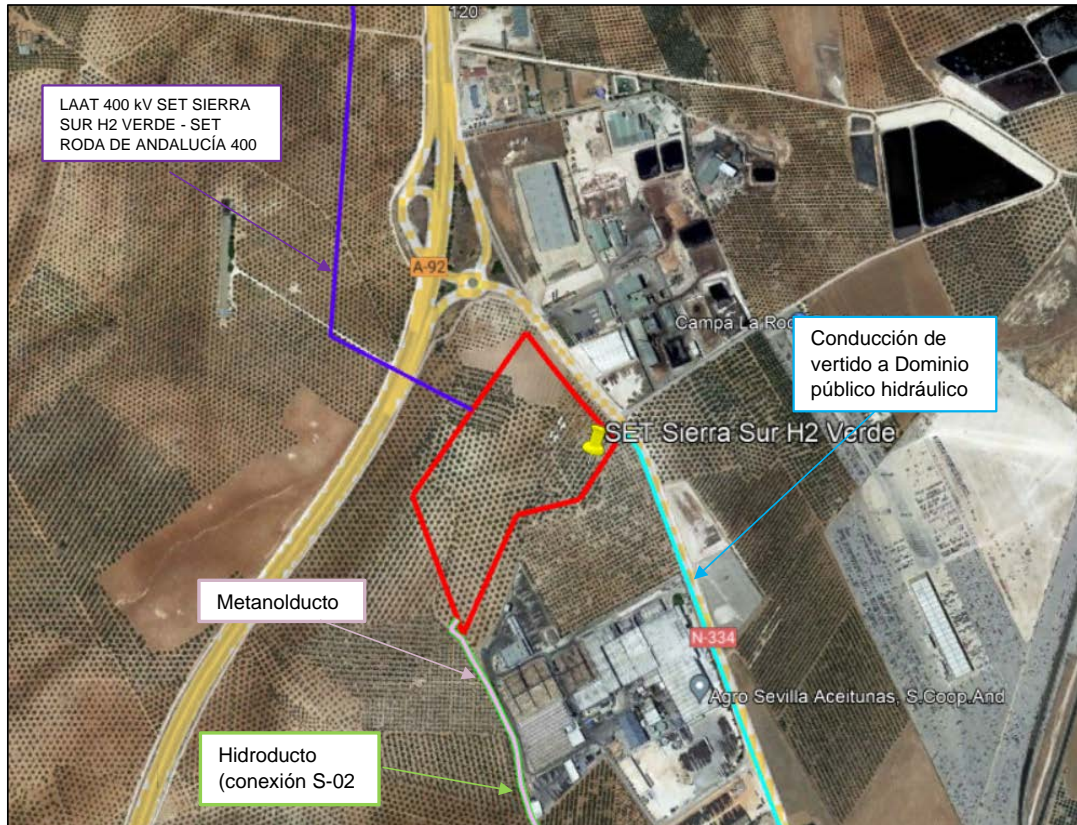 120
LAAT 400 kV SET SIERRA
SUR H2 VERDE - SET
RODA DE ANDALUCÍA 400
A-92
Campa La
Conducción de
vertido a Dominio
público hidráulico
SET Sierra Sur H2 Verde
Metanolducto
N-334
Agro Sevilla Aceitunas, S.Coop.And
Hidroducto
(conexión S-02